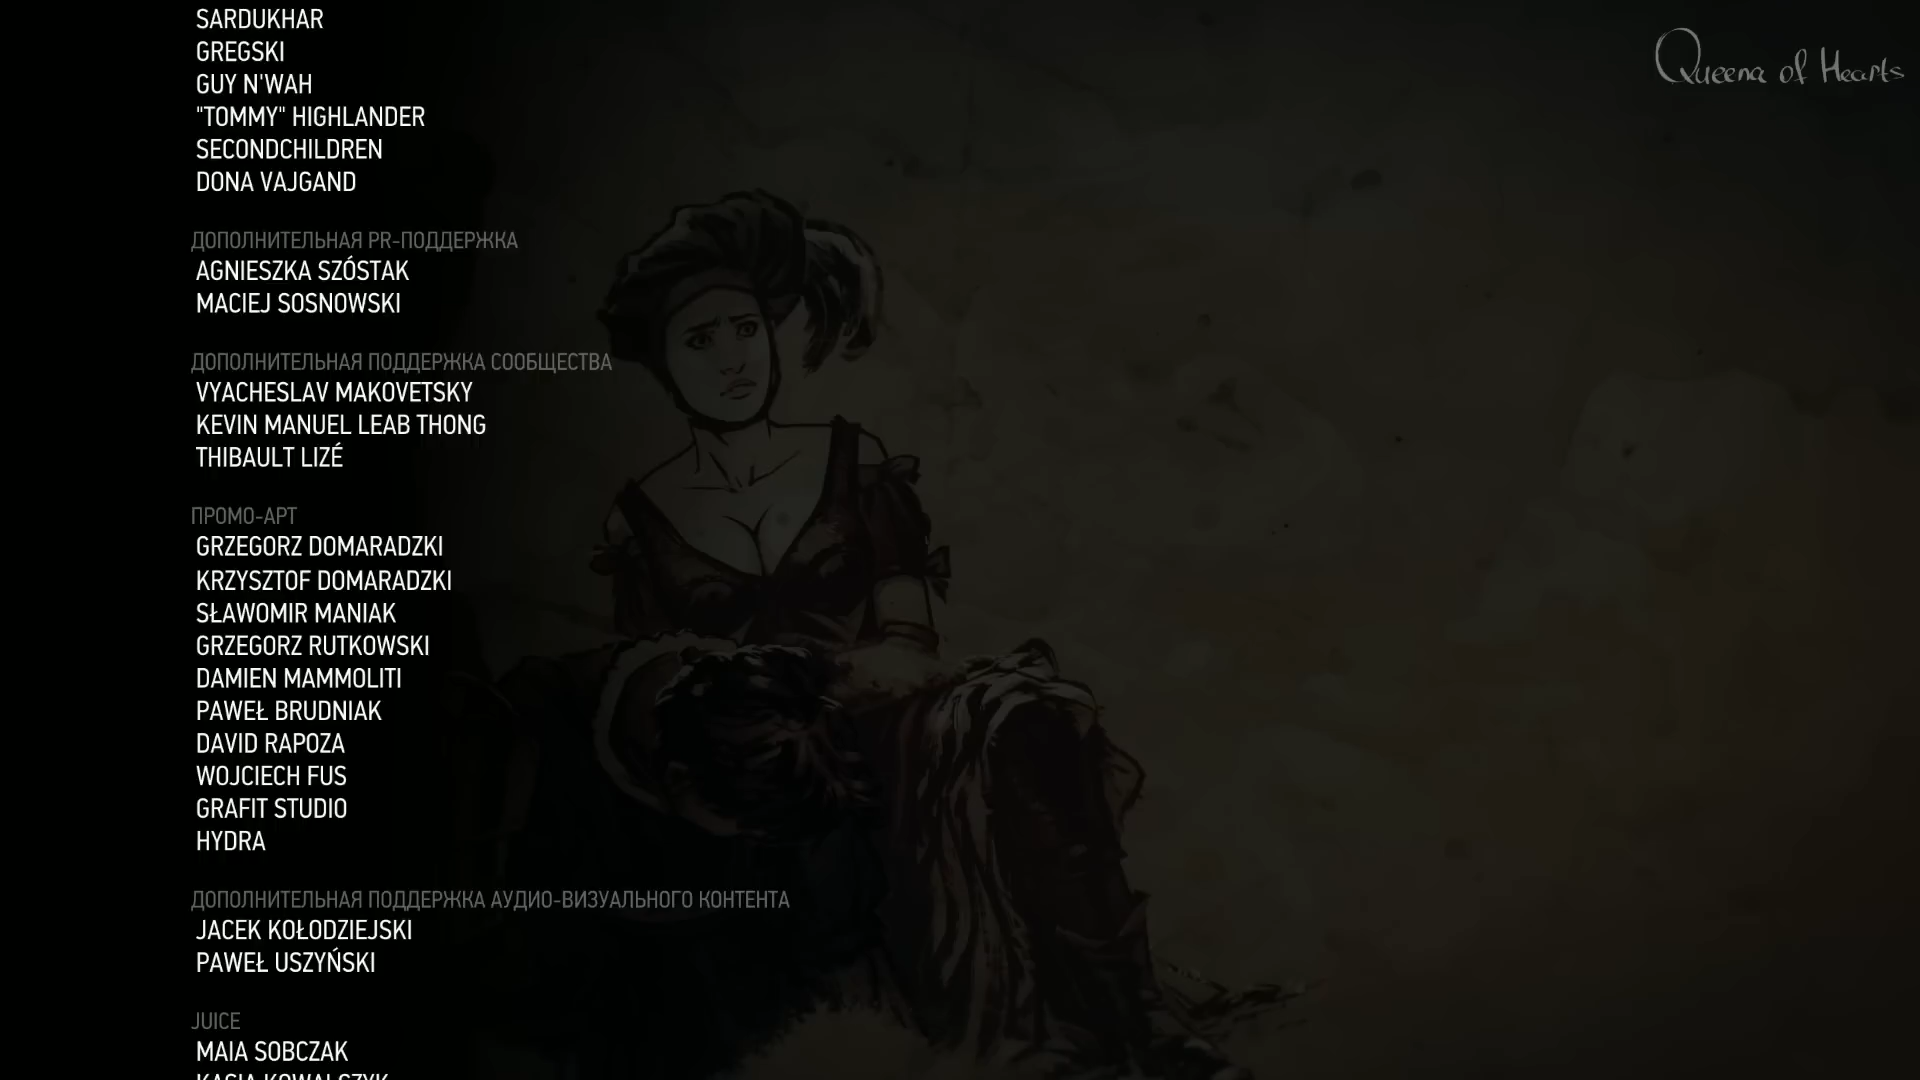 SARDUKHAR
GREGSKI
GUY N'WAH
"TOMMY" HIGHLANDER
SECONDCHILDREN
DONA VAJGAND
ДОПОЛНИТЕЛЬНАЯ PR-ПОДДЕРЖКА
AGNIESZKA SZÓSTAK
MACIEJ SOSNOWSKI
ДОПОЛНИТЕЛЬНАЯ ПОДДЕРЖКА СООБЩЕСТВА
VYACHESLAV MAKOVETSKY
KEVIN MANUEL LEAB THONG
THIBAULT LIZÉ
ПРОМО-АРТ
GRZEGORZ DOMARADZKI
KRZYSZTOF DOMARADZKI
SŁAWOMIR MANIAK
GRZEGORZ RUTKOWSKI
DAMIEN MAMMOLITI
PAWEŁ BRUDNIAK
DAVID RAPOZA
WOJCIECH FUS
GRAFIT STUDIO
HYDRA
ДОПОЛНИТЕЛЬНАЯ ПОДДЕРЖКА АУДИО-ВИЗУАЛЬНОГО КОНТЕНТА
JACEK KOŁODZIEJSKI
PAWEŁ USZYŃSKI
JUICE
MAIA SOBCZAK
KASIA KOWALCZYK
Queena of Hearts